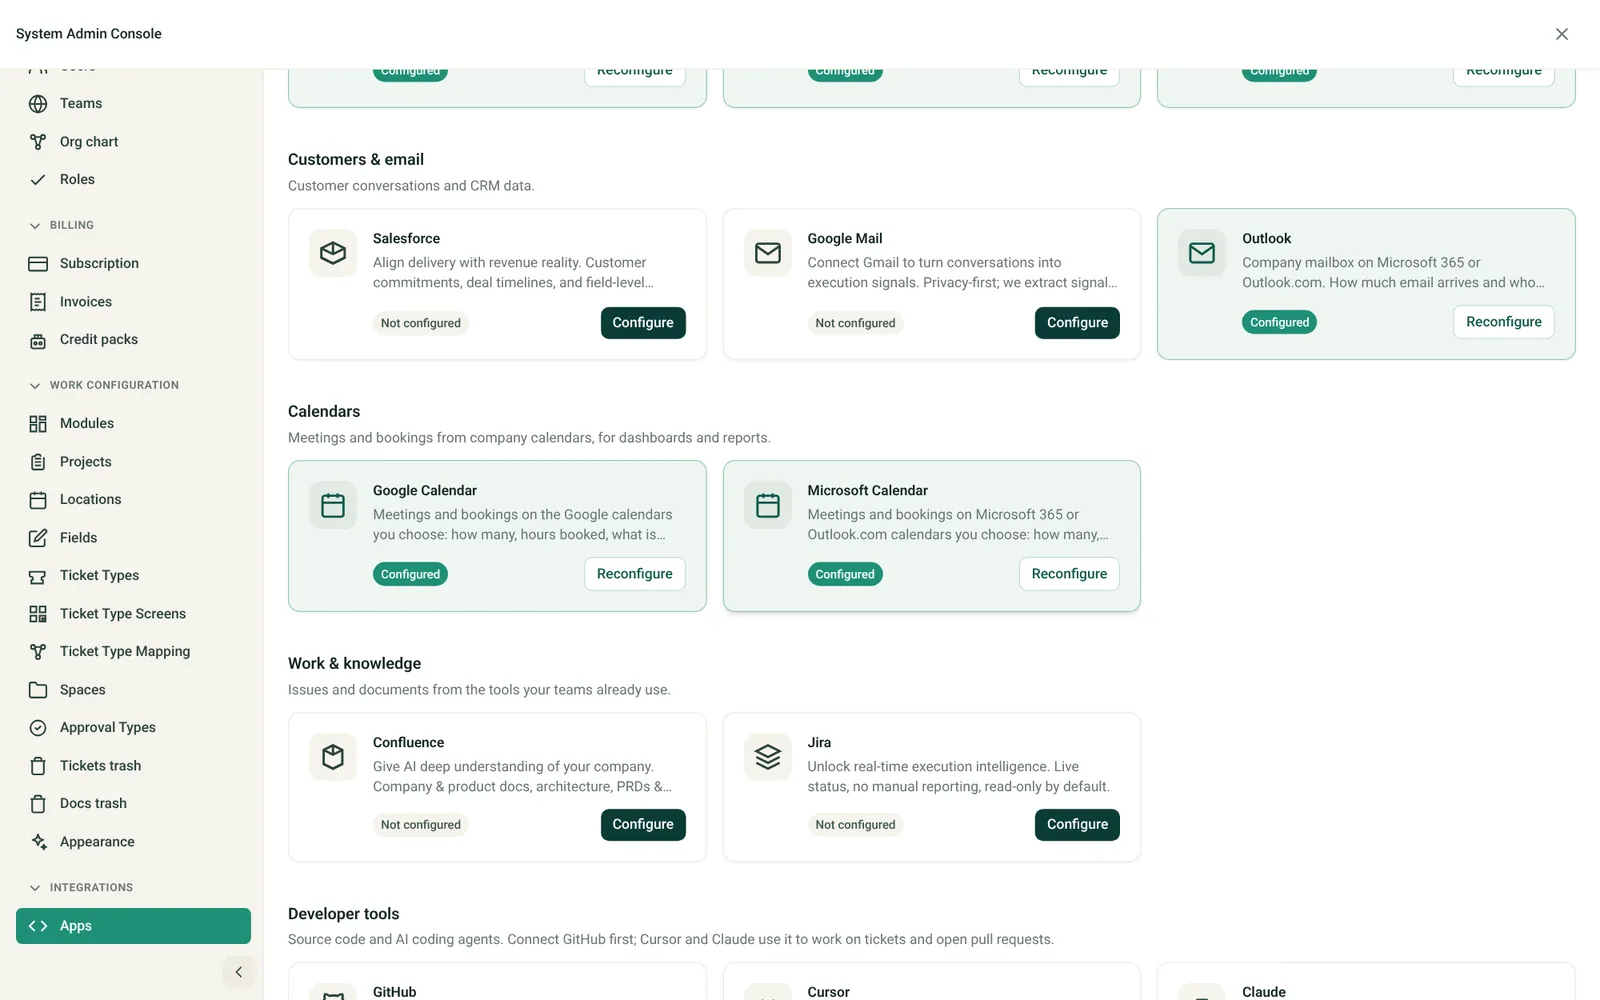 System Admin Console
Users
Teams
Org chart
Roles
BILLING
Subscription
Invoices
Credit packs
WORK CONFIGURATION
Modules
Projects
Locations
Fields
Ticket Types
Ticket Type Screens
Ticket Type Mapping
Spaces
Approval Types
Tickets trash
Docs trash
Appearance
INTEGRATIONS
Apps
Configured
Reconfigure
Configured
Reconfigure
Configured
Reconfigure
Customers & email
Customer conversations and CRM data.
Salesforce
Align delivery with revenue reality. Customer
commitments, deal timelines, and field-level…
Not configured
Configure
Google Mail
Connect Gmail to turn conversations into
execution signals. Privacy-first; we extract signal…
Not configured
Configure
Outlook
Company mailbox on Microsoft 365 or
Outlook.com. How much email arrives and who…
Configured
Reconfigure
Calendars
Meetings and bookings from company calendars, for dashboards and reports.
Google Calendar
Meetings and bookings on the Google calendars
you choose: how many, hours booked, what is…
Configured
Reconfigure
Microsoft Calendar
Meetings and bookings on Microsoft 365 or
Outlook.com calendars you choose: how many,…
Configured
Reconfigure
Work & knowledge
Issues and documents from the tools your teams already use.
Confluence
Give AI deep understanding of your company.
Company & product docs, architecture, PRDs &…
Not configured
Configure
Jira
Unlock real-time execution intelligence. Live
status, no manual reporting, read-only by default.
Not configured
Configure
Developer tools
Source code and AI coding agents. Connect GitHub first; Cursor and Claude use it to work on tickets and open pull requests.
GitHub
Cursor
Claude